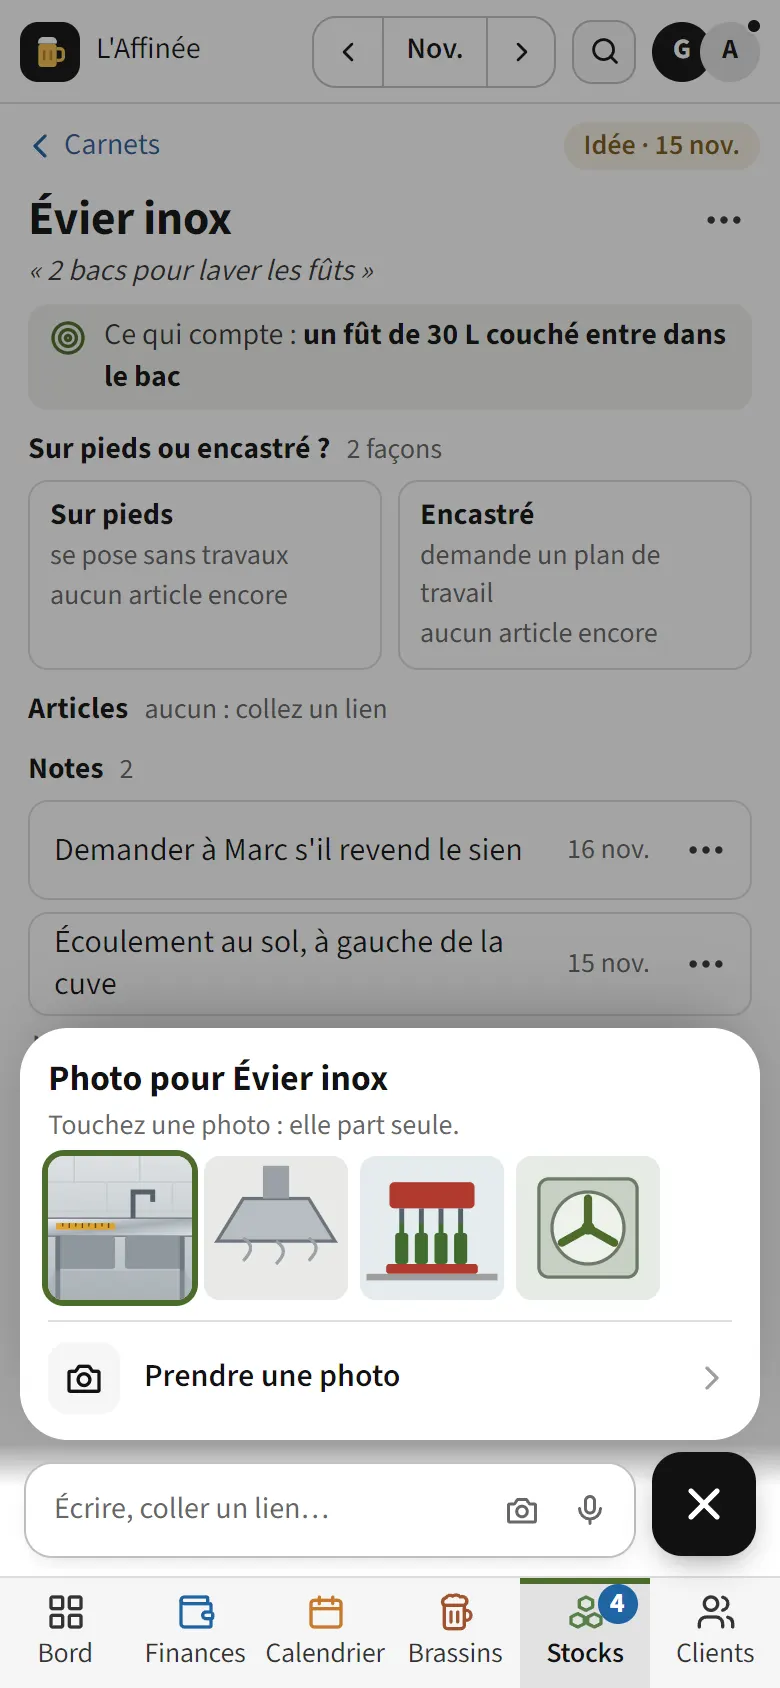 L'Affinée
Nov.
G
A
Carnets
Idée · 15 nov.
Évier inox
« 2 bacs pour laver les fûts »
Ce qui compte : un fût de 30 L couché entre dans
le bac
Sur pieds ou encastré ? 2 façons
Sur pieds
se pose sans travaux
aucun article encore
Encastré
demande un plan de
travail
aucun article encore
Articles aucun : collez un lien
Notes 2
Demander à Marc s'il revend le sien 16 nov.
Écoulement au sol, à gauche de la
cuve
15 nov.
Photo pour Évier inox
Touchez une photo : elle part seule.
Prendre une photo
Écrire, coller un lien…
Bord
Finances
Calendrier
Brassins
4
Stocks
Clients